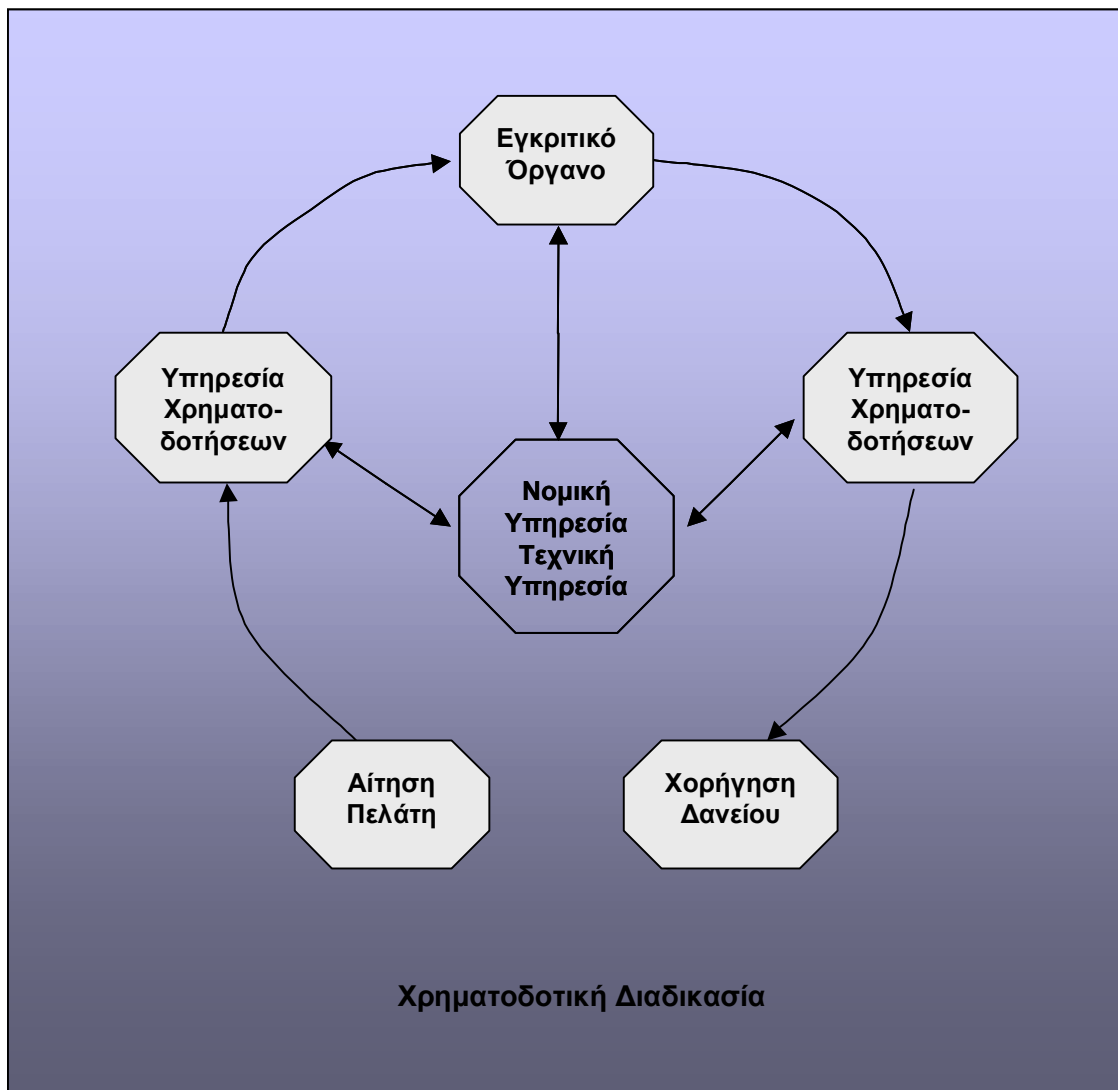 Εγκριτικό
Όργανο
Υπηρεσία
Χρηματο-
δοτήσεων
Υπηρεσία
Χρηματο-
δοτήσεων
Νομική
Υπηρεσία
Τεχνική
Υπηρεσία
Αίτηση
Πελάτη
Χορήγηση
Δανείου
Χρηματοδοτική Διαδικασία